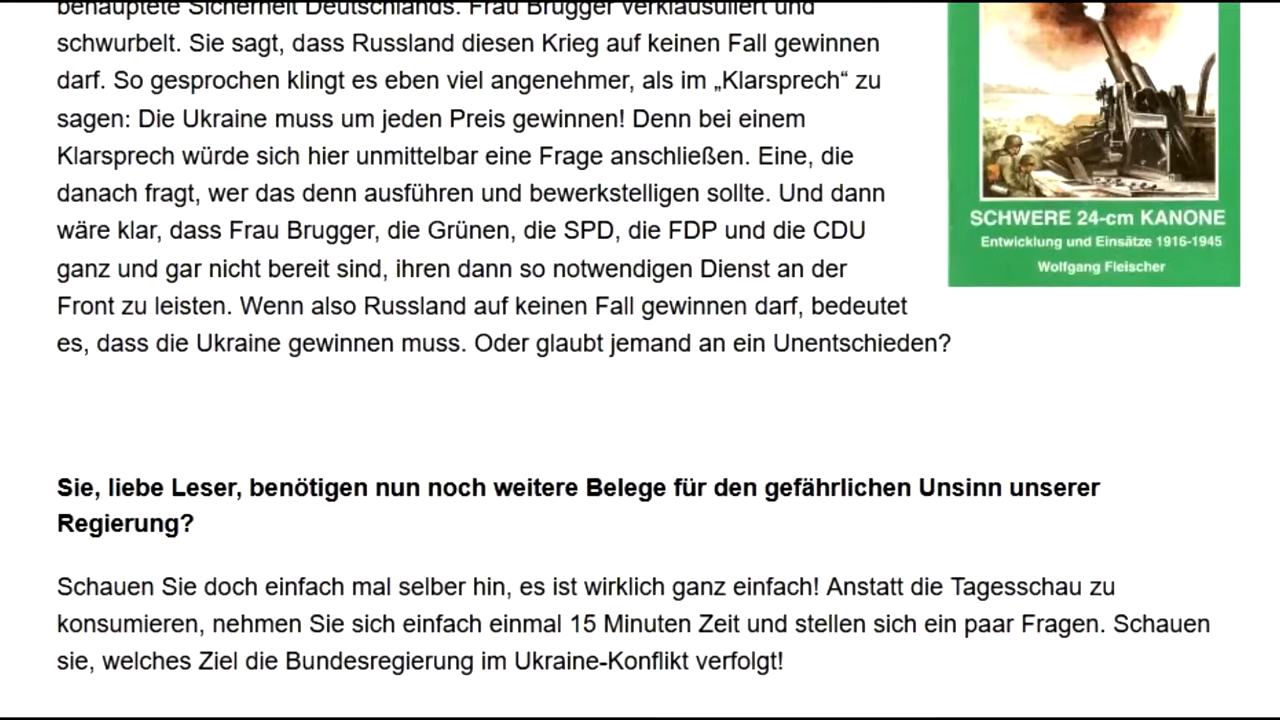 behauptete Sicherheit Deutschlands. Frau Brugger verklausuliert und
schwurbelt. Sie sagt, dass Russland diesen Krieg auf keinen Fall gewinnen
darf. So gesprochen klingt es eben viel angenehmer, als im „Klarsprech“ zu
sagen: Die Ukraine muss um jeden Preis gewinnen! Denn bei einem
Klarsprech würde sich hier unmittelbar eine Frage anschließen. Eine, die
danach fragt, wer das denn ausführen und bewerkstelligen sollte. Und dann
wäre klar, dass Frau Brugger, die Grünen, die SPD, die FDP und die CDU
ganz und gar nicht bereit sind, ihren dann so notwendigen Dienst an der
Front zu leisten. Wenn also Russland auf keinen Fall gewinnen darf, bedeutet
es, dass die Ukraine gewinnen muss. Oder glaubt jemand an ein Unentschieden?
SCHWERE 24-cm KANONE
Entwicklung und Einsätze 1916-1945
Wolfgang Fleischer
Sie, liebe Leser, benötigen nun noch weitere Belege für den gefährlichen Unsinn unserer
Regierung?
Schauen Sie doch einfach mal selber hin, es ist wirklich ganz einfach! Anstatt die Tagesschau zu
konsumieren, nehmen Sie sich einfach einmal 15 Minuten Zeit und stellen sich ein paar Fragen. Schauen
sie, welches Ziel die Bundesregierung im Ukraine-Konflikt verfolgt!